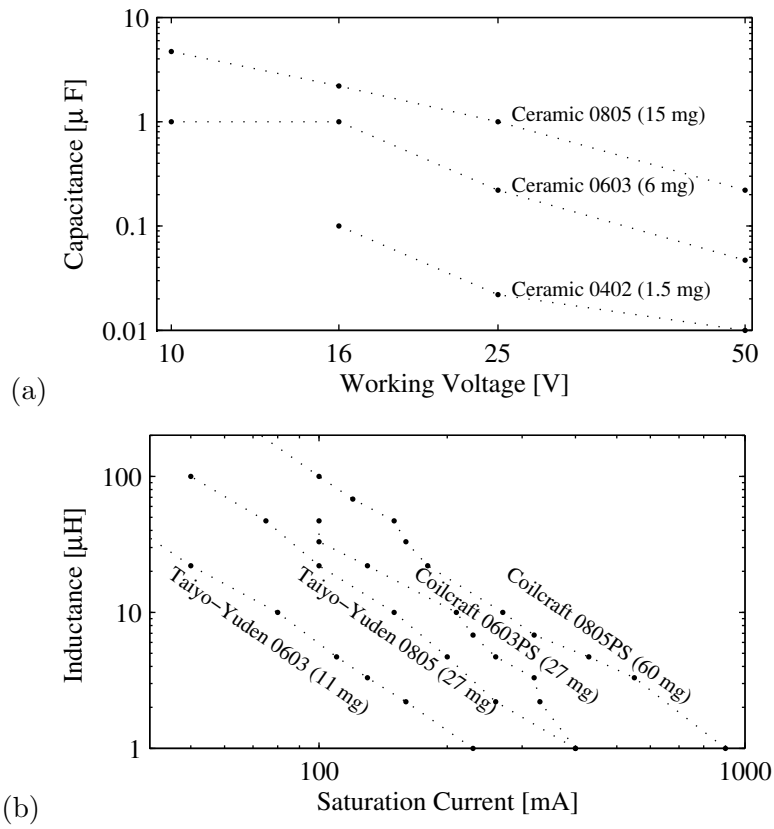 10
1
0.1
0.01
Capacitance [μ F]
Ceramic 0805 (15 mg)
Ceramic 0603 (6 mg)
Ceramic 0402 (1.5 mg)
10 16 25 50
Working Voltage [V]
(a)
100
10
1
Inductance [μH]
Taiyo−Yuden 0603 (11 mg)
Taiyo−Yuden 0805 (27 mg)
Coilcraft 0603PS (27 mg)
Coilcraft 0805PS (60 mg)
100 1000
Saturation Current [mA]
(b)